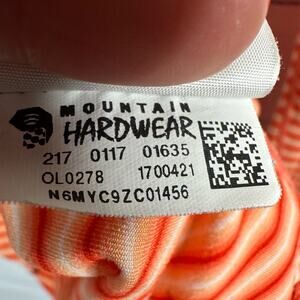 MOUNTAIN
HARDWEAR
217 0117 01635
OL0278 1700421
N6MYC9ZC01456